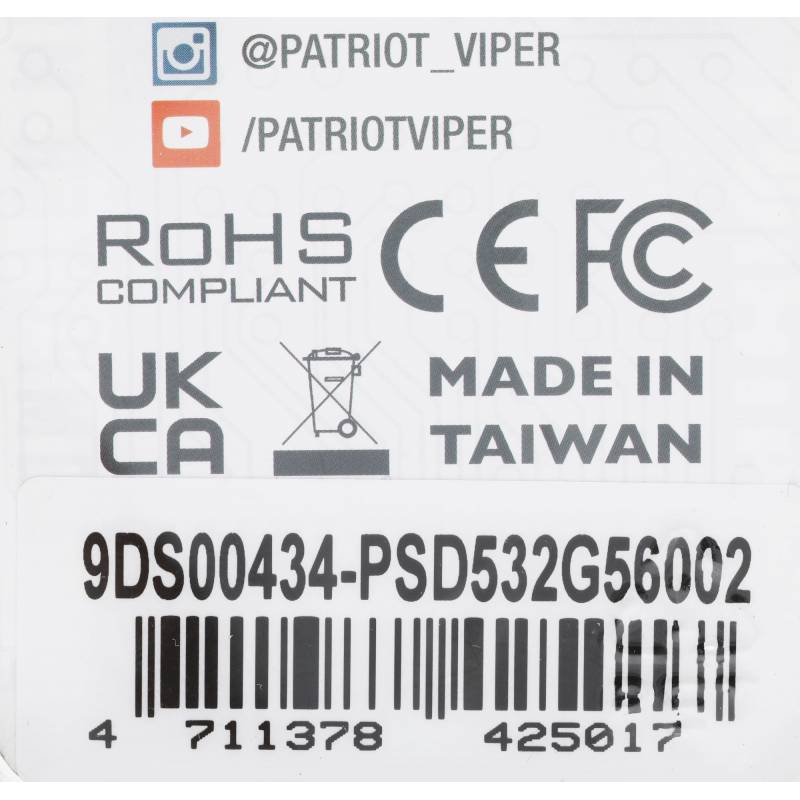 @PATRIOT_VIPER
/PATRIOTVIPER
RoHS
COMPLIANT
CE FC
UK
CA
MADE IN
TAIWAN
9DS00434-PSD532G56002
4 711378 425017